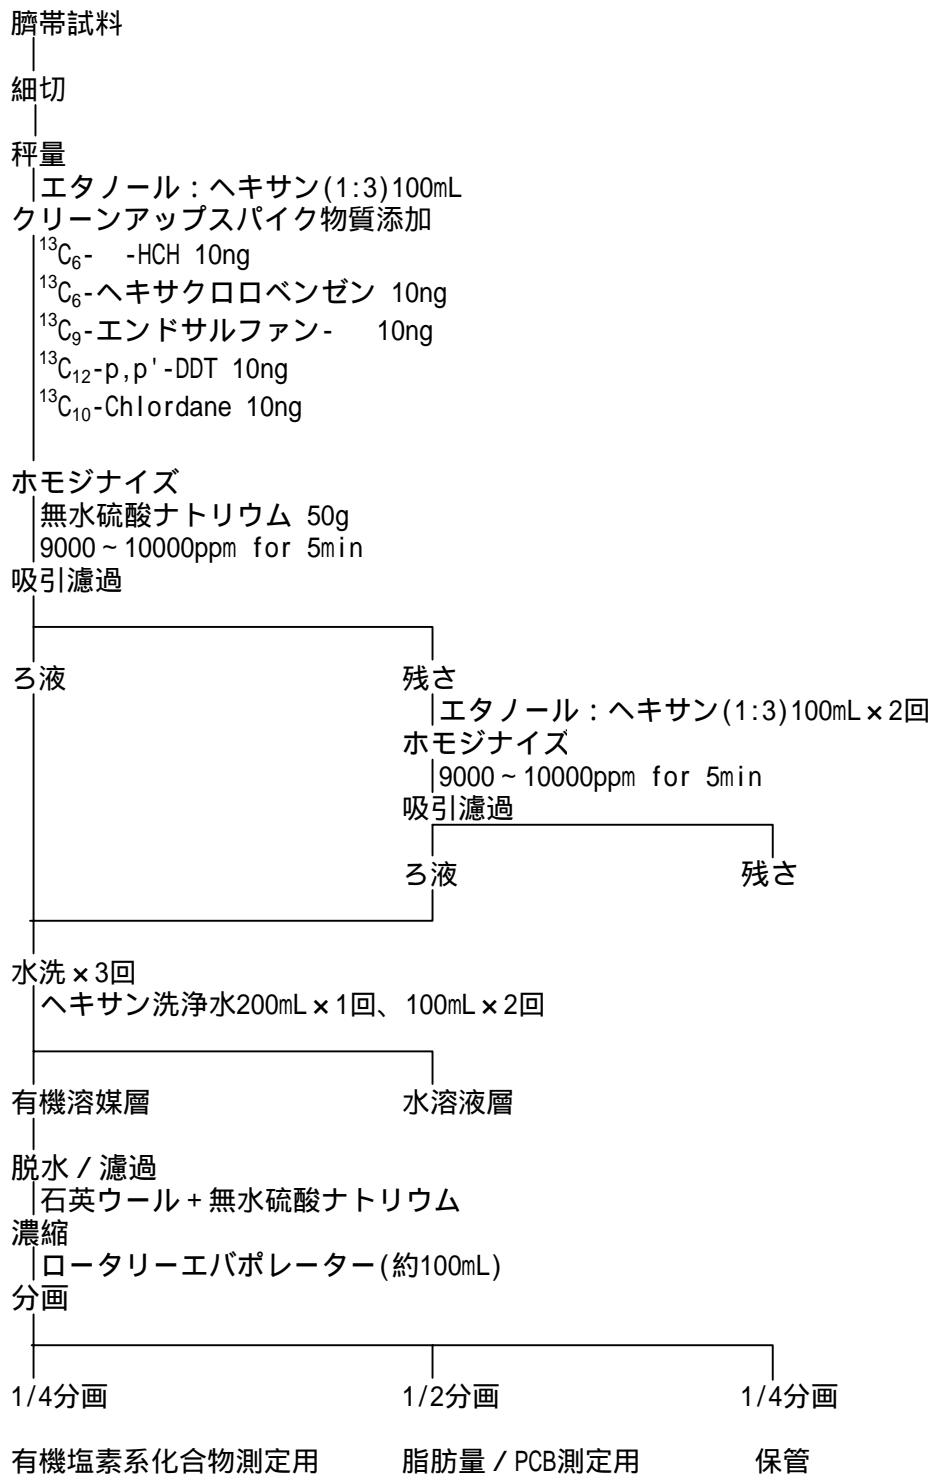 臍帯試料
細切
秤量
エタノール：ヘキサン(1:3)100mL
クリーンアップスパイク物質添加
¹³C₆-　-HCH 10ng
¹³C₆-ヘキサクロロベンゼン 10ng
¹³C₉-エンドサルファン-　10ng
¹³C₁₂-p,p'-DDT 10ng
¹³C₁₀-Chlordane 10ng
ホモジナイズ
無水硫酸ナトリウム 50g
9000～10000ppm for 5min
吸引濾過
ろ液　残さ
エタノール：ヘキサン(1:3)100mL×2回
ホモジナイズ
9000～10000ppm for 5min
吸引濾過
ろ液　残さ
水洗×3回
ヘキサン洗浄水200mL×1回、100mL×2回
有機溶媒層　水溶液層
脱水／濾過
石英ウール＋無水硫酸ナトリウム
濃縮
ロータリーエバポレーター(約100mL)
分画
1/4分画　1/2分画　1/4分画
有機塩素系化合物測定用　脂肪量／PCB測定用　保管